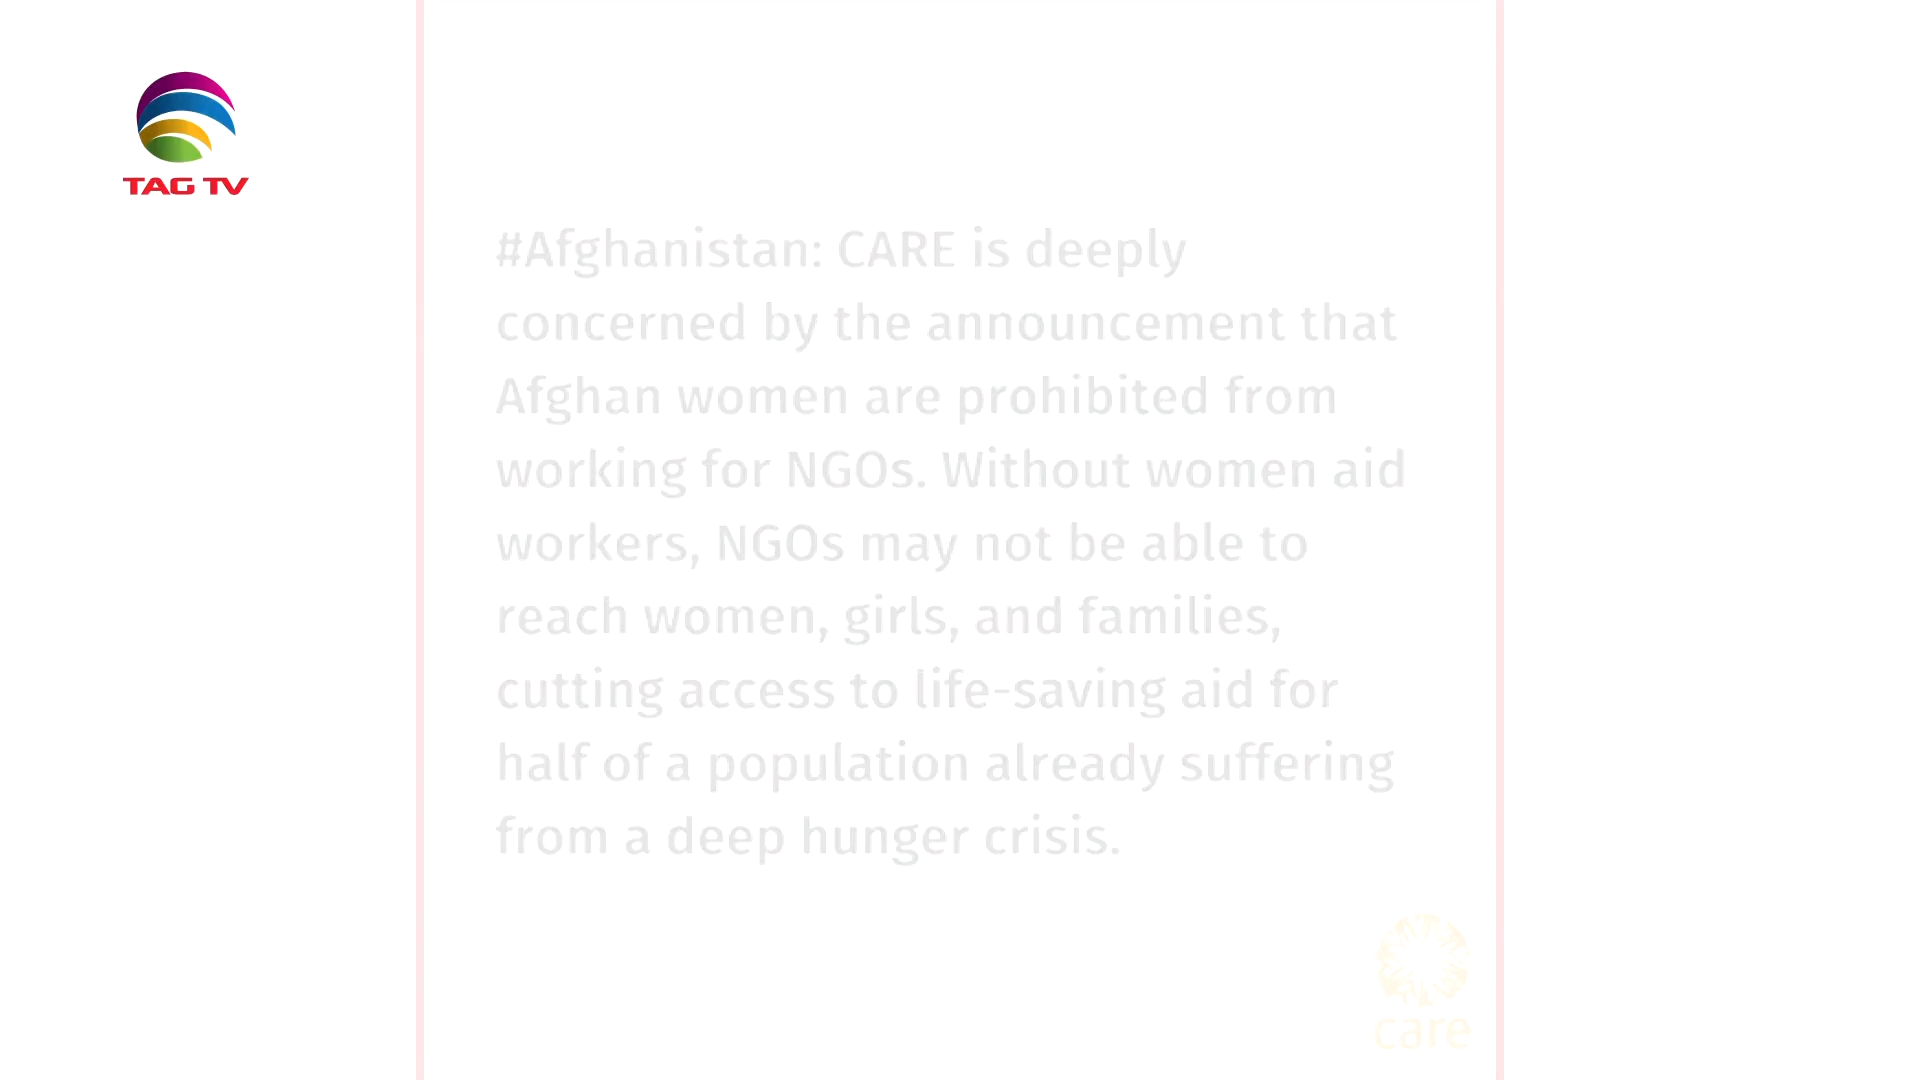 TAG TV
#Afghanistan: CARE is deeply
concerned by the announcement that
Afghan women are prohibited from
working for NGOs. Without women aid
workers, NGOs may not be able to
reach women, girls, and families,
cutting access to life-saving aid for
half of a population already suffering
from a deep hunger crisis.
care